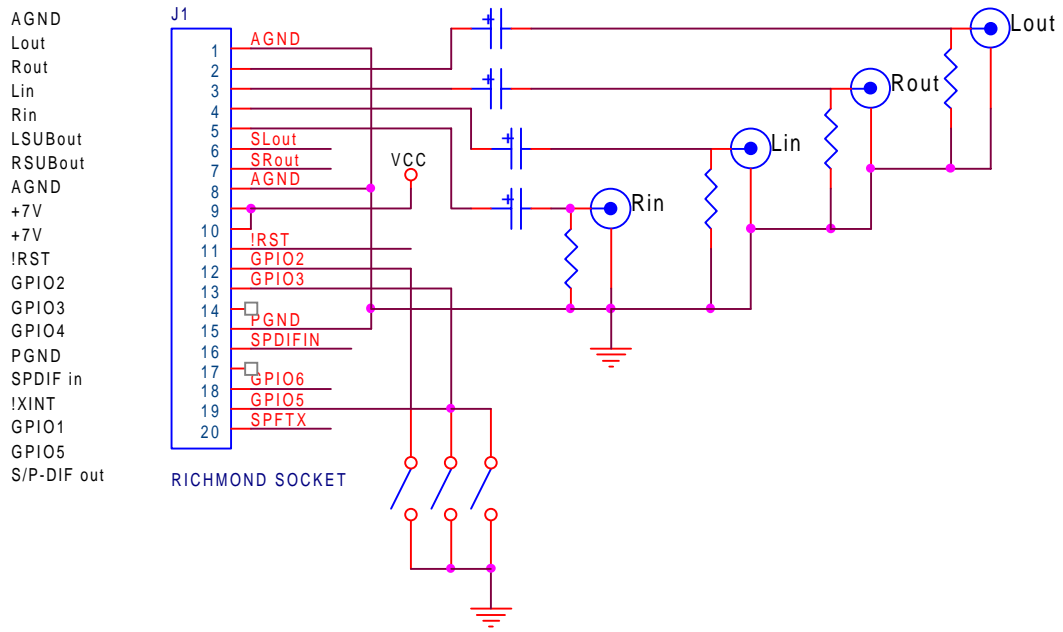 AGND
Lout
Rout
Lin
Rin
LSUBout
RSUBout
AGND
+7V
+7V
!RST
GPIO2
GPIO3
GPIO4
PGND
SPDIF in
!XINT
GPIO1
GPIO5
S/P-DIF out
J1
1 AGND
2
3
4
5
6 SLout
7 SRout
8 AGND
9
10
11 !RST
12 GPIO2
13 GPIO3
14
15 PGND
16 SPDIFIN
17
18 GPIO6
19 GPIO5
20 SPFTX
RICHMOND SOCKET
VCC
+
+
+
+
Lout
Rout
Lin
Rin